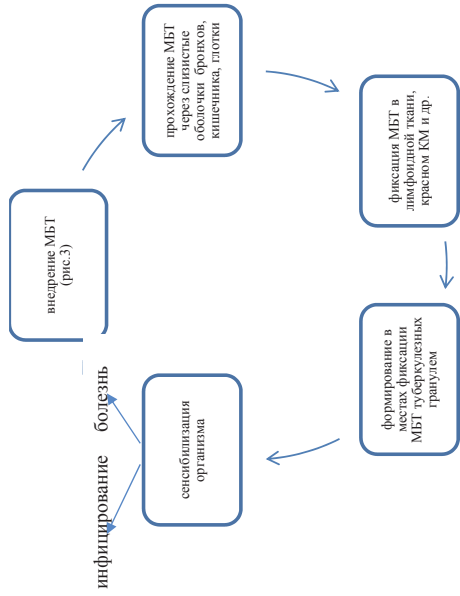 внедрение МБТ
(рис.3)
прохождение МБТ
через слизистые
оболочки бронхов,
кишечника, глотки
фиксация МБТ в
лимфоидной ткани,
красном КМ и др.
формирование в
местах фиксации
МБТ туберкулезных
гранулем
сенсибилизация
организма
инфицирование болезнь